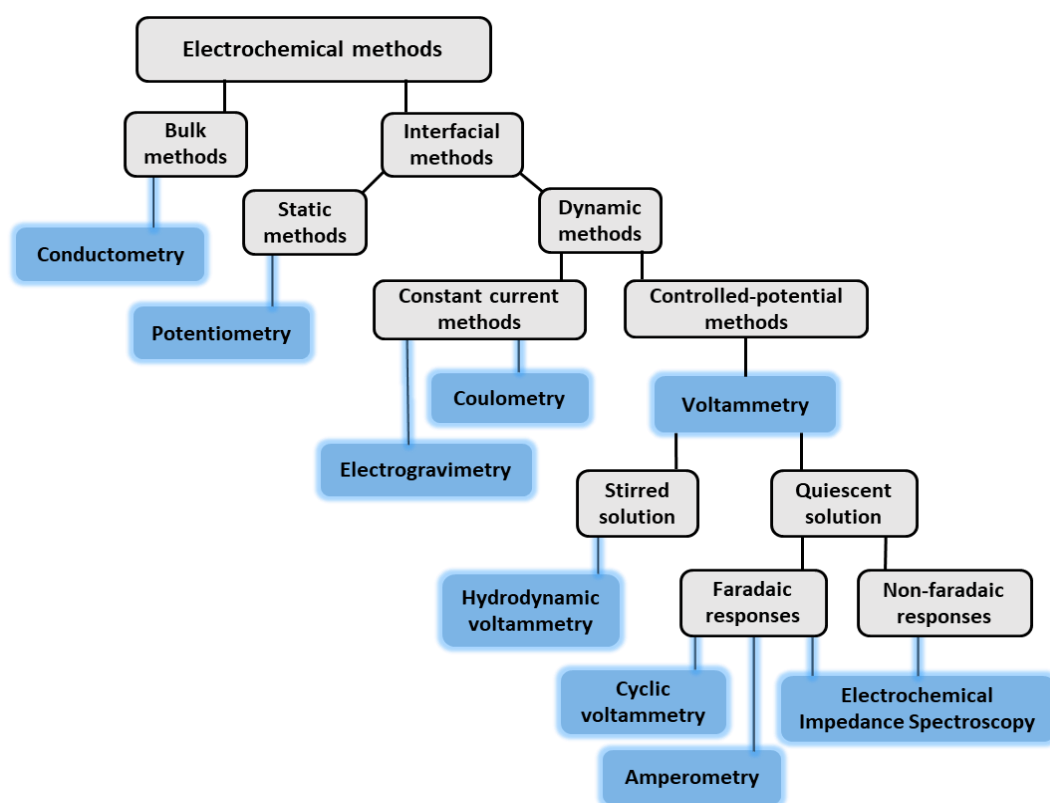 Electrochemical methods
Bulk
methods
Interfacial
methods
Static
methods
Dynamic
methods
Conductometry
Potentiometry
Constant current
methods
Controlled-potential
methods
Coulometry
Voltammetry
Electrogravimetry
Stirred
solution
Quiescent
solution
Hydrodynamic
voltammetry
Faradaic
responses
Non-faradaic
responses
Cyclic
voltammetry
Electrochemical
Impedance Spectroscopy
Amperometry